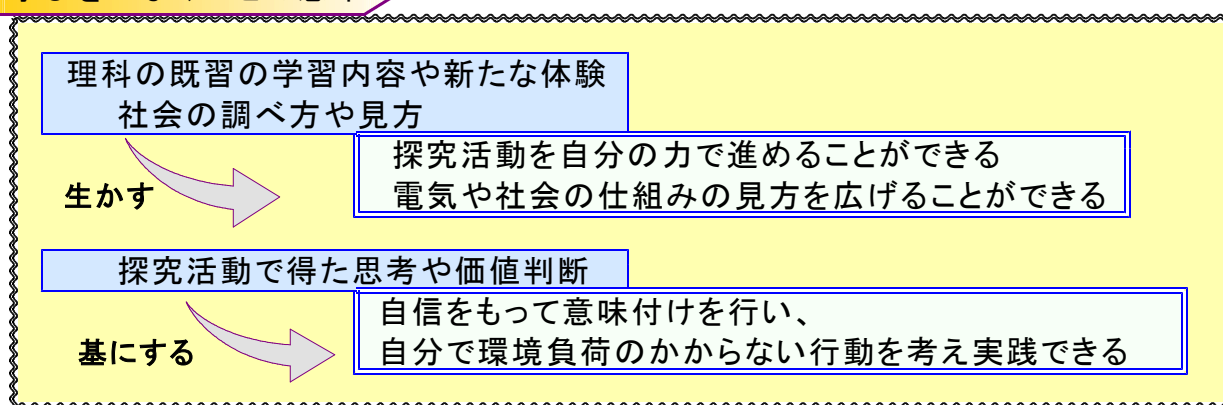 理科の既習の学習内容や新たな体験
社会の調べ方や見方
探究活動を自分の力で進めることができる
生かす
電気や社会の仕組みの見方を広げることができる
探究活動で得た思考や価値判断
自信をもって意味付けを行い、
基にする
自分で環境負荷のかからない行動を考え実践できる